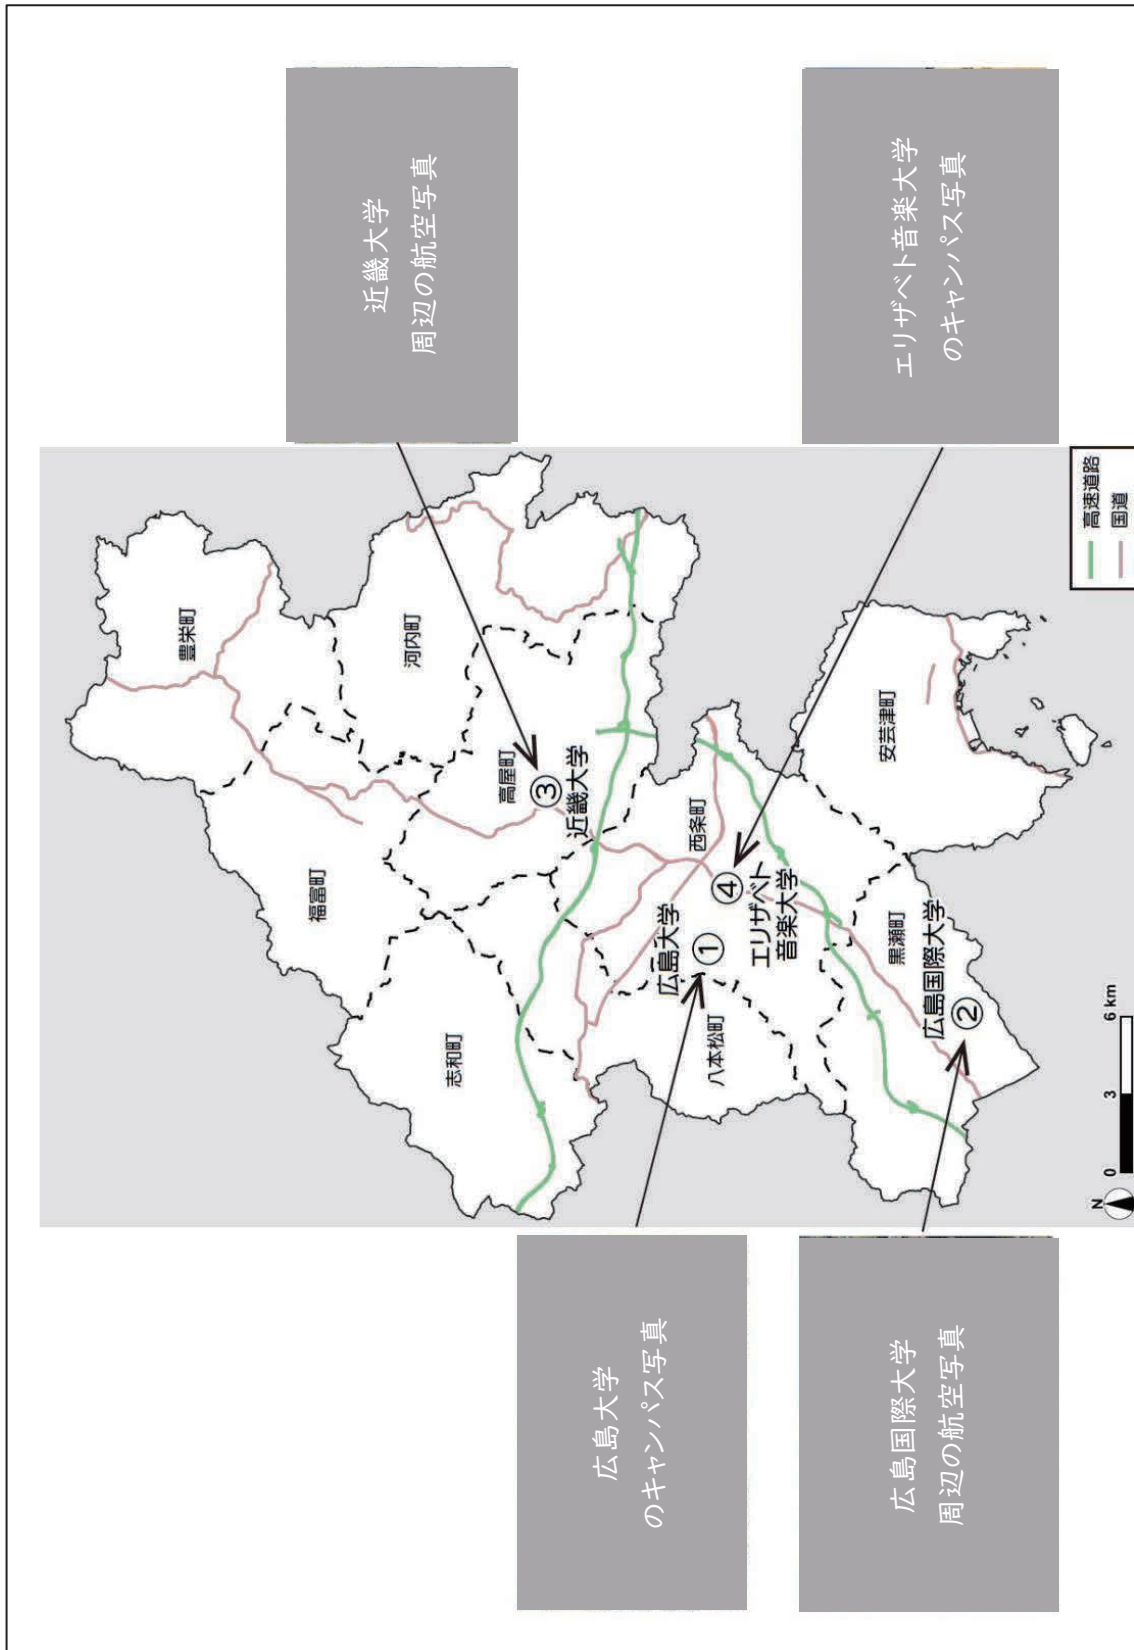 広島大学
のキャンパス写真
広島国際大学
周辺の航空写真
近畿大学
周辺の航空写真
エリザベト音楽大学
のキャンパス写真
豊栄町
河内町
福富町
高屋町
③
近畿大学
志和町
西条町
広島大学
①
④
エリザベト
音楽大学
八本松町
安芸津町
黒瀬町
広島国際大学
②
高速道路
国道
N
0 3 6 km